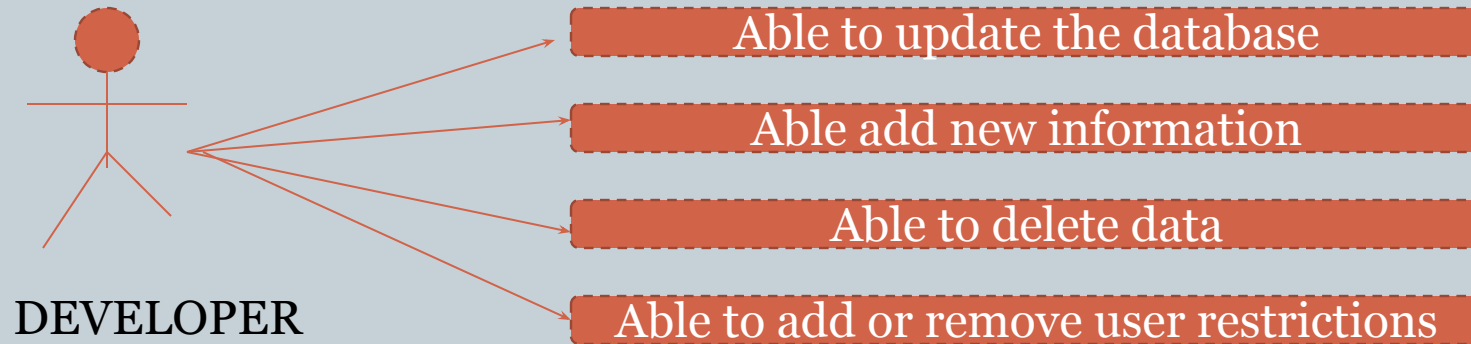 Able to update the database
Able add new information
Able to delete data
DEVELOPER
Able to add or remove user restrictions